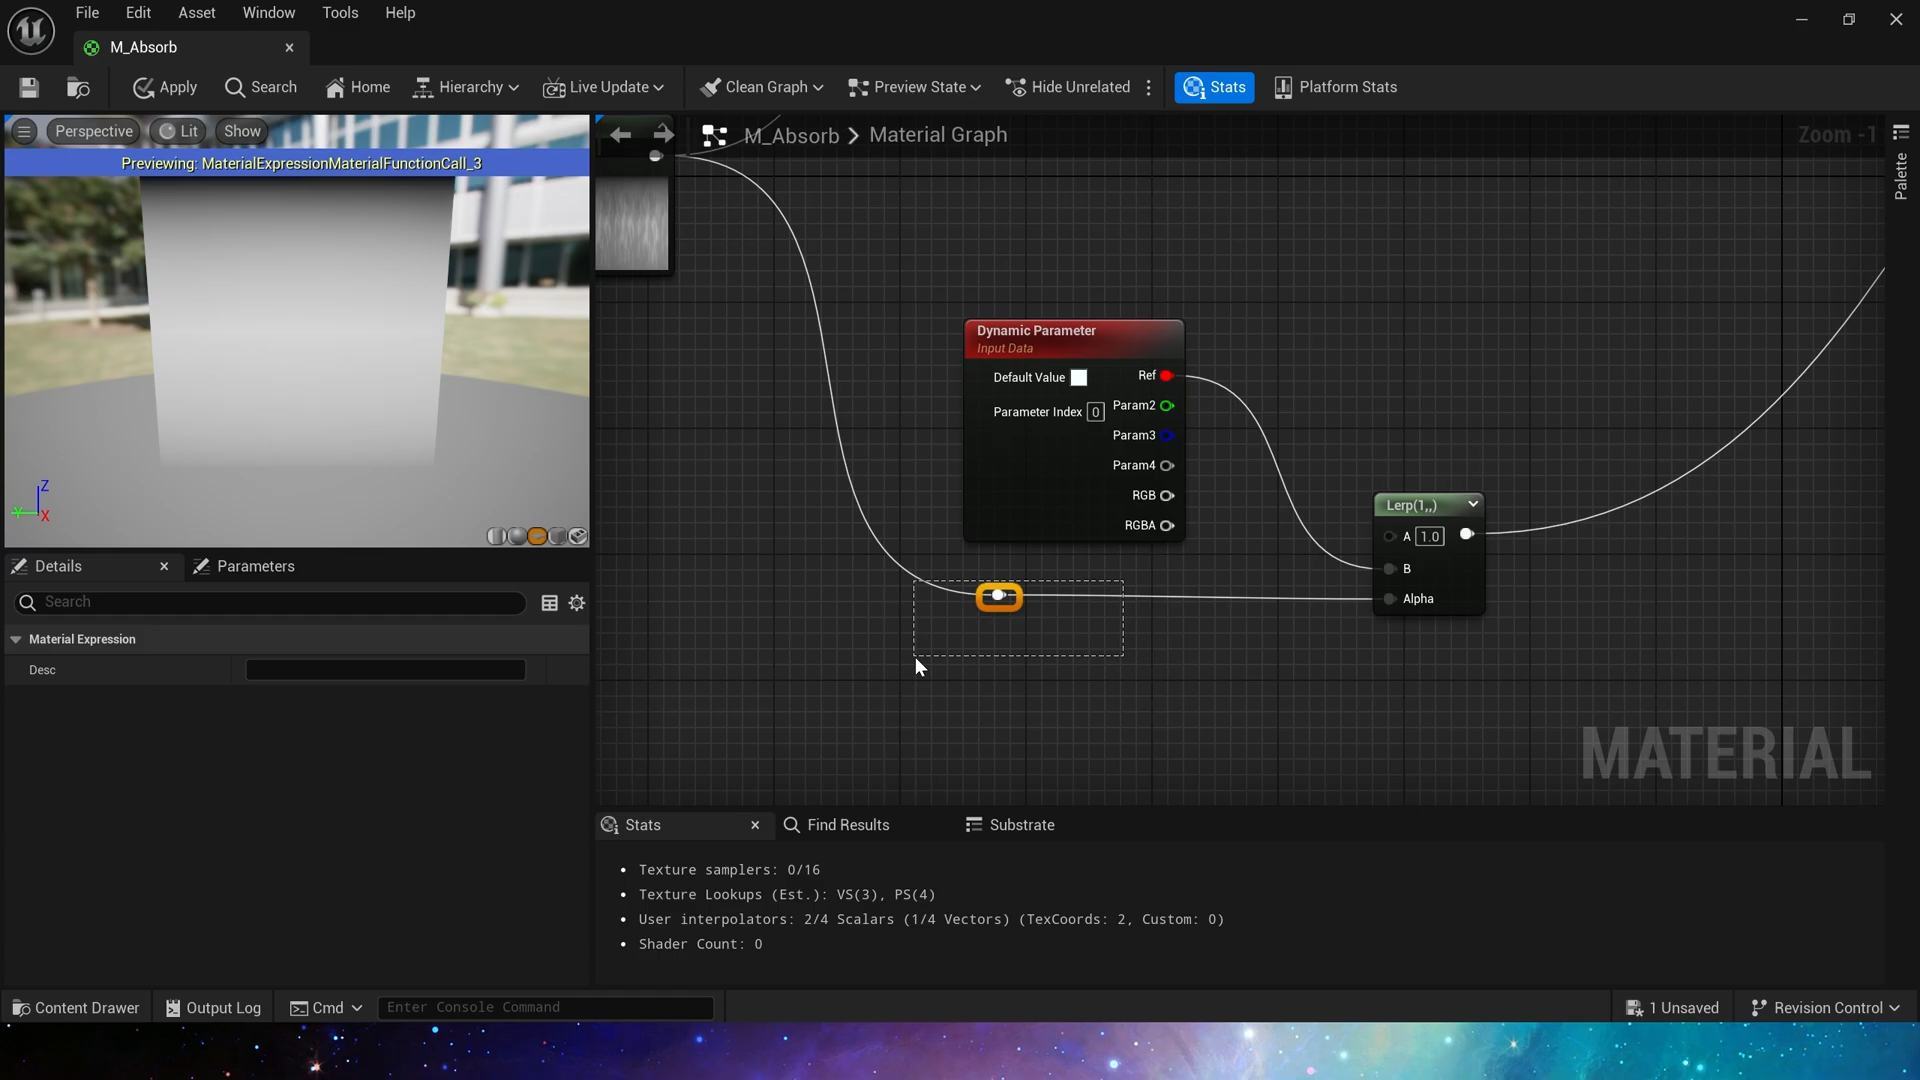 File Edit Asset Window Tools Help
M_Absorb
Apply Search Home Hierarchy Live Update Clean Graph Preview State Hide Unrelated Stats Platform Stats
Perspective Lit Show
Previewing: MaterialExpressionMaterialFunctionCall_3
Z
Y
X
M_Absorb > Material Graph
Zoom -1
Palette
Dynamic Parameter
Input Data
Default Value Ref
Parameter Index 0 Param2
Param3
Param4
RGB
RGBA
Lerp(1,,)
A 1.0
B
Alpha
MATERIAL
Details Parameters
Search
Material Expression
Desc
Stats Find Results Substrate
• Texture samplers: 0/16
• Texture Lookups (Est.): VS(3), PS(4)
• User interpolators: 2/4 Scalars (1/4 Vectors) (TexCoords: 2, Custom: 0)
• Shader Count: 0
Content Drawer Output Log Cmd Enter Console Command 1 Unsaved Revision Control